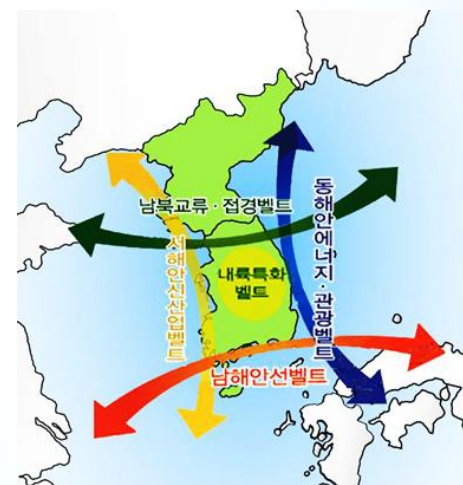 남북교류·접경벨트
서해안신산업벨트
내륙특화
벨트
동해안에너지·관광벨트
남해안선벨트